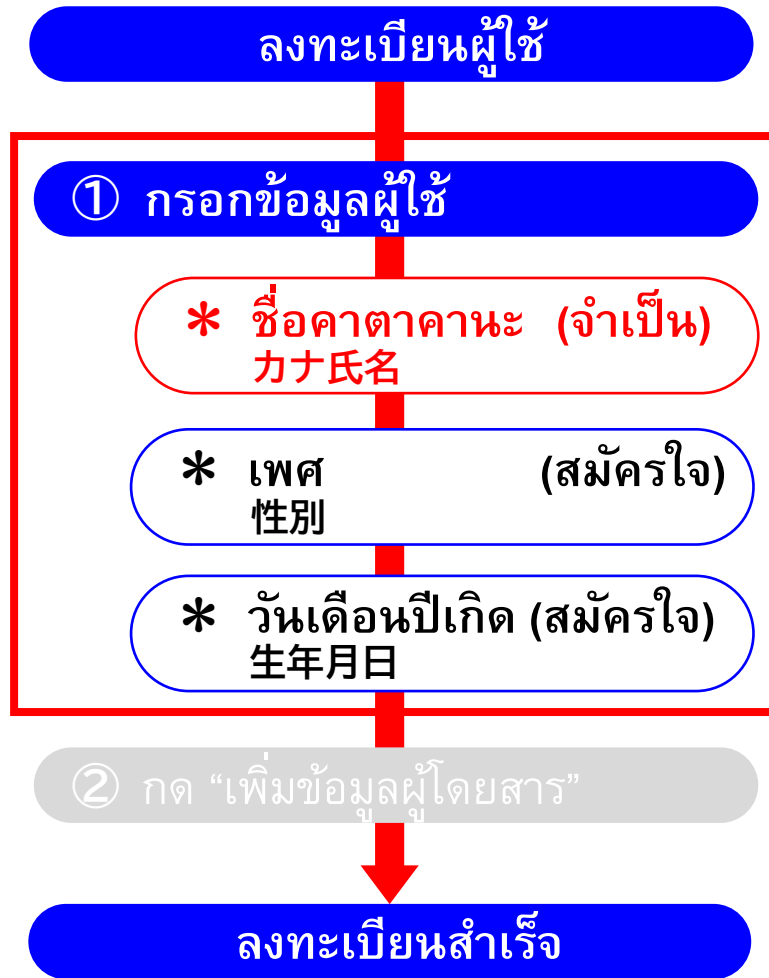 ลงทะเบียนผู้ใช้
① กรอกข้อมูลผู้ใช้
* ชื่อคาตาคานะ (จำเป็น)
カナ氏名
* เพศ (สมัครใจ)
性別
* วันเดือนปีเกิด (สมัครใจ)
生年月日
② กด “เพิ่มข้อมูลผู้โดยสาร”
ลงทะเบียนสำเร็จ